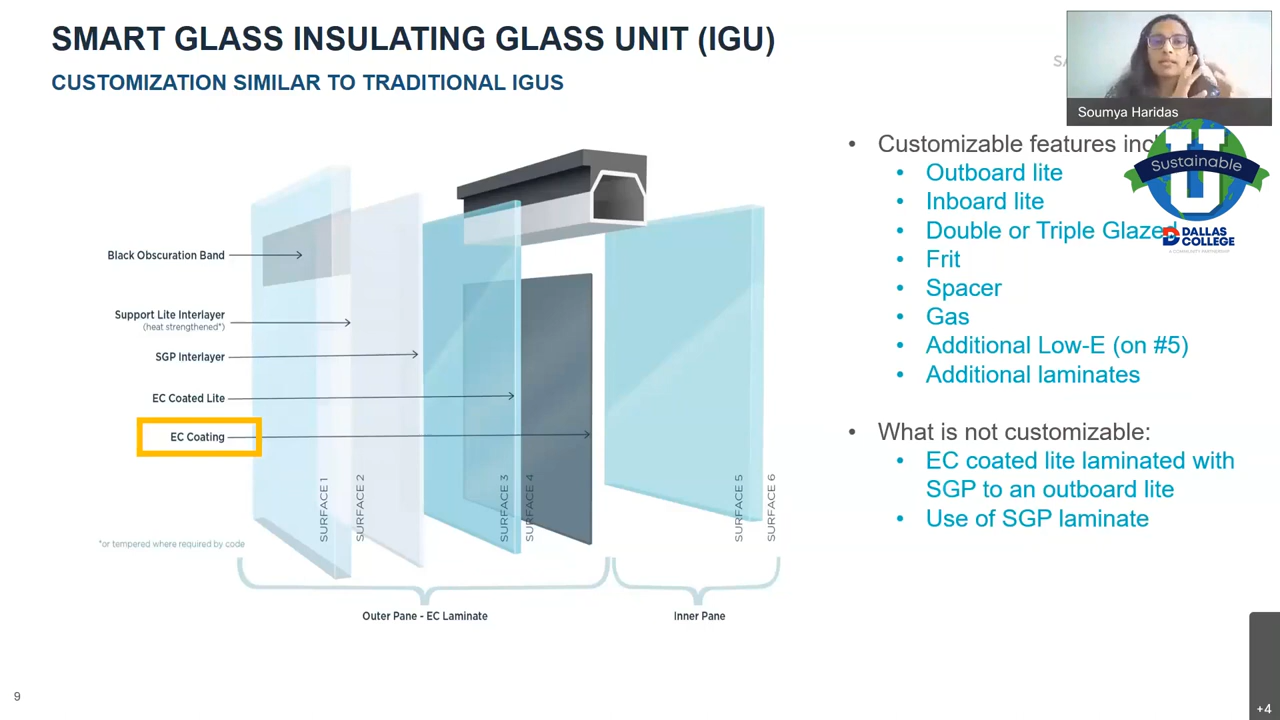 SMART GLASS INSULATING GLASS UNIT (IGU)
CUSTOMIZATION SIMILAR TO TRADITIONAL IGUS
Soumya Haridas
Black Obscuration Band
Support Lite Interlayer
(heat strengthened*)
SGP Interlayer
EC Coated Lite
EC Coating
SURFACE 1
SURFACE 2
SURFACE 3
SURFACE 4
SURFACE 5
SURFACE 6
*or tempered where required by code
Outer Pane - EC Laminate
Inner Pane
• Customizable features
• Outboard lite
• Inboard lite
• Double or Triple Glazed
• Frit
• Spacer
• Gas
• Additional Low-E (on #5)
• Additional laminates
• What is not customizable:
• EC coated lite laminated with
SGP to an outboard lite
• Use of SGP laminate
U
Sustainable
DALLAS
COLLEGE
9
+4